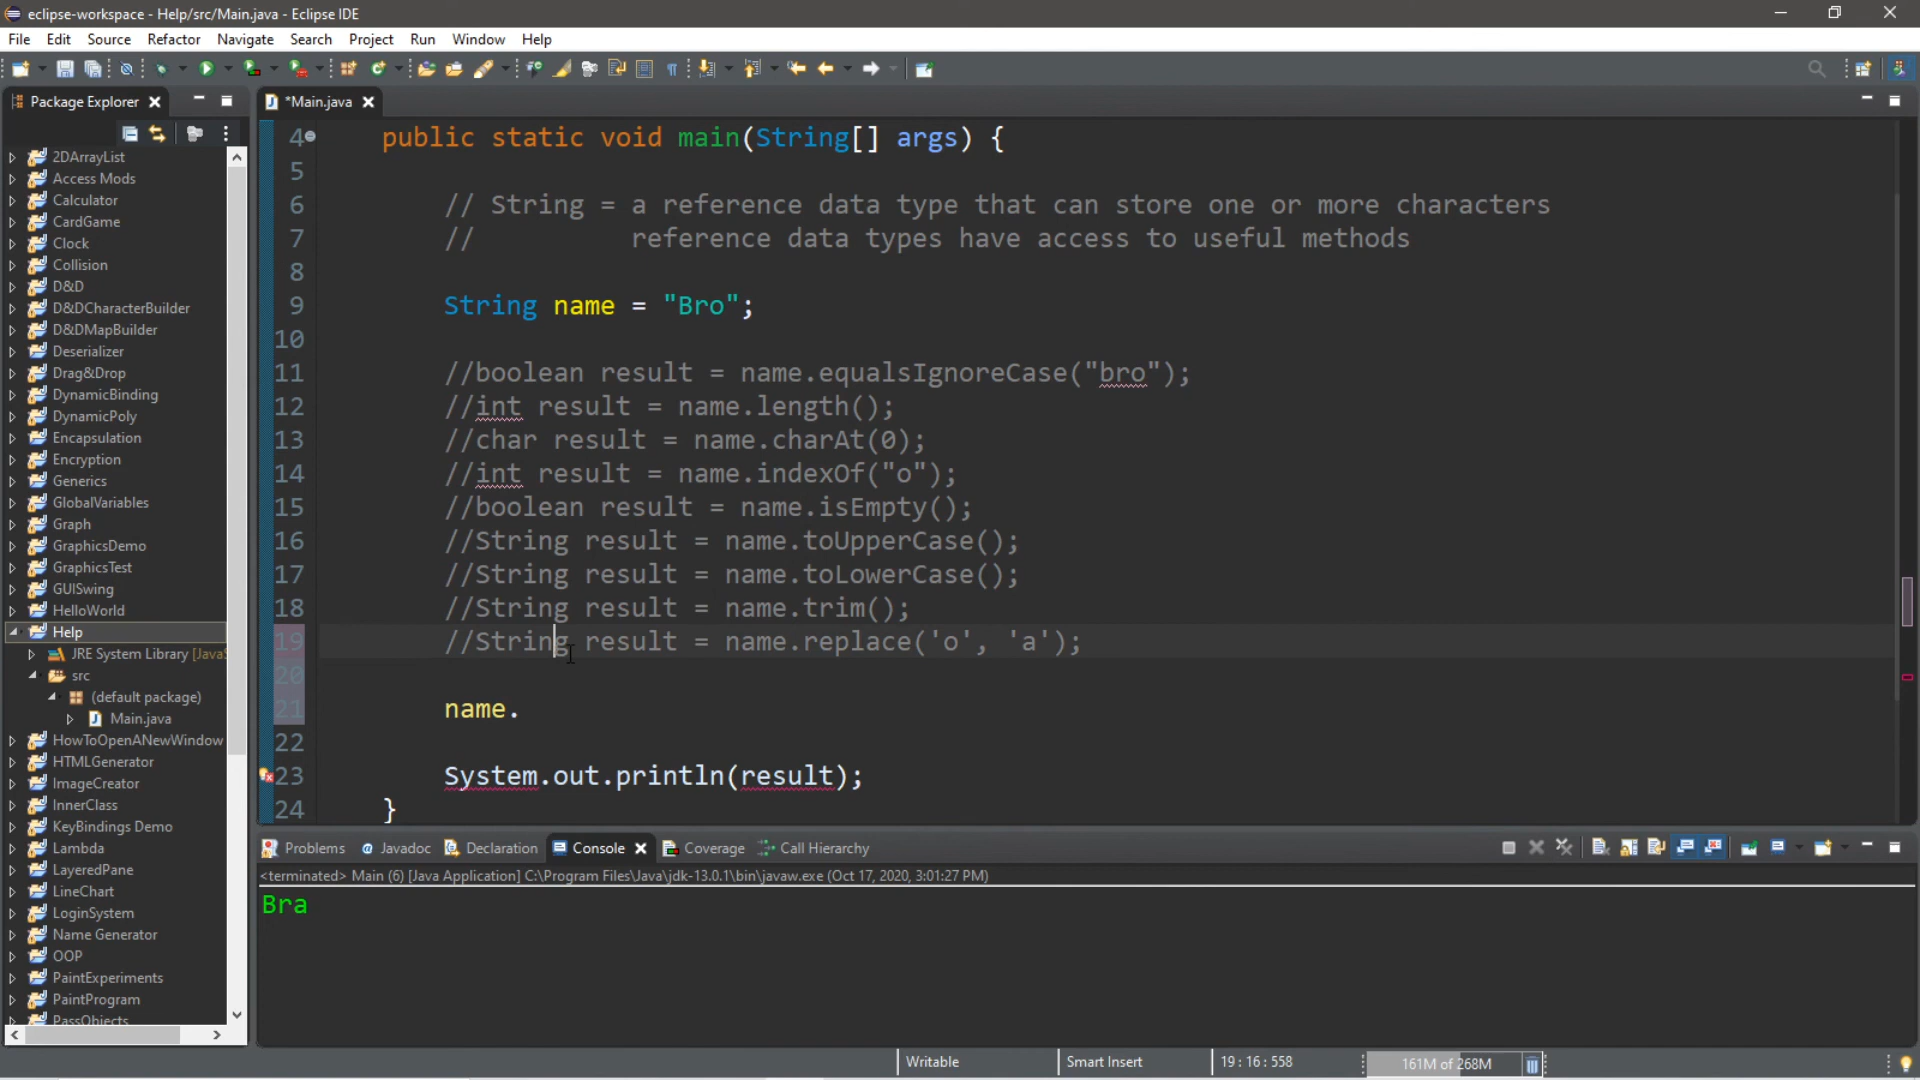 eclipse-workspace - Help/src/Main.java - Eclipse IDE
File Edit Source Refactor Navigate Search Project Run Window Help
Package Explorer
*Main.java
2DArrayList
Access Mods
Calculator
CardGame
Clock
Collision
D&D
D&DCharacterBuilder
D&DMapBuilder
Deserializer
Drag&Drop
DynamicBinding
DynamicPoly
Encapsulation
Encryption
Generics
GlobalVariables
Graph
GraphicsDemo
GraphicsTest
GUISwing
HelloWorld
Help
JRE System Library [JavaS
src
(default package)
Main.java
HowToOpenANewWindow
HTMLGenerator
ImageCreator
InnerClass
KeyBindings Demo
Lambda
LayeredPane
LineChart
LoginSystem
Name Generator
OOP
PaintExperiments
PaintProgram
PassObjects
4 public static void main(String[] args) {
5
6 // String = a reference data type that can store one or more characters
7 // reference data types have access to useful methods
8
9 String name = "Bro";
10
11 //boolean result = name.equalsIgnoreCase("bro");
12 //int result = name.length();
13 //char result = name.charAt(0);
14 //int result = name.indexOf("o");
15 //boolean result = name.isEmpty();
16 //String result = name.toUpperCase();
17 //String result = name.toLowerCase();
18 //String result = name.trim();
19 //String result = name.replace('o', 'a');
20
21 name.
22
23 System.out.println(result);
24 }
Problems Javadoc Declaration Console Coverage Call Hierarchy
<terminated> Main (6) [Java Application] C:\Program Files\Java\jdk-13.0.1\bin\javaw.exe (Oct 17, 2020, 3:01:27 PM)
Bra
Writable Smart Insert 19 : 16 : 558 161M of 268M